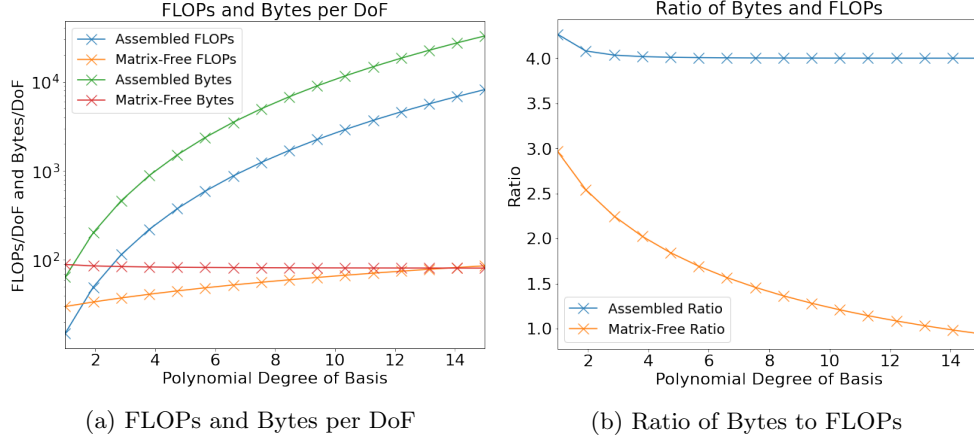 FLOPs and Bytes per DoF
Assembled FLOPs
Matrix-Free FLOPs
Assembled Bytes
Matrix-Free Bytes
FLOPs/DoF and Bytes/DoF
10^4
10^3
10^2
2 4 6 8 10 12 14
Polynomial Degree of Basis
(a) FLOPs and Bytes per DoF
Ratio of Bytes and FLOPs
Ratio
4.0
3.5
3.0
2.5
2.0
1.5
1.0
Assembled Ratio
Matrix-Free Ratio
2 4 6 8 10 12 14
Polynomial Degree of Basis
(b) Ratio of Bytes to FLOPs